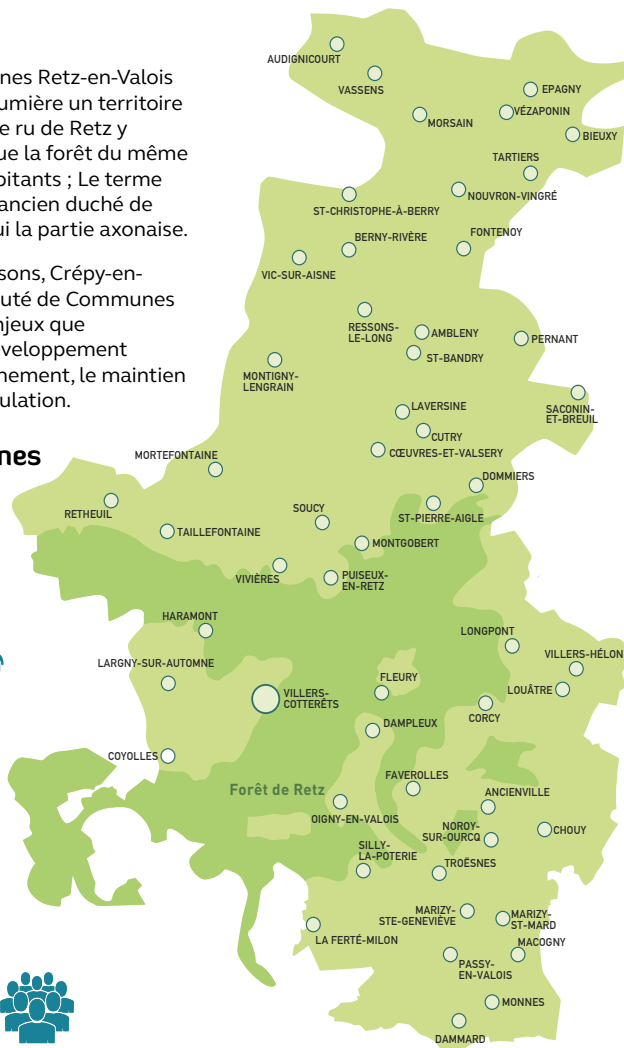 nes Retz-en-Valois
umière un territoire
e ru de Retz y
ue la forêt du même
bitants ; Le terme
ancien duché de
ui la partie axonaise.
sons, Crépy-en-
uté de Communes
njeux que
veloppement
nement, le maintien
ulation.
nes
AUDIGNICOURT
VASSENS
EPAGNY
MORSAIN
VÉZAPONIN
BIEUXY
TARTIERS
NOUVRON-VINGRÉ
ST-CHRISTOPHE-À-BERRY
BERNY-RIVIÈRE
FONTENOY
VIC-SUR-AISNE
RESSONS-
LE-LONG
AMBLENY
PERNANT
ST-BANDRY
MONTIGNY-
LENGRAIN
LAVERSINE
SACONIN-
ET-BREUIL
CUTRY
CŒUVRES-ET-VALSERY
MORTEFONTAINE
DOMMIERS
RETHEUIL
SOUCY
ST-PIERRE-AIGLE
TAILLEFONTAINE
MONTGOBERT
VIVIÈRES
PUISEUX-
EN-RETZ
HARAMONT
LONGPONT
VILLERS-HÉLON
LARGNY-SUR-AUTOMNE
FLEURY
LOUÂTRE
VILLERS-
COTTERÊTS
CORCY
DAMPLEUX
COYOLLES
FAVEROLLES
Forêt de Retz
ANCIENVILLE
OIGNY-EN-VALOIS
NOROY-
SUR-OURCQ
CHOUY
SILLY-
LA-POTERIE
TROËSNES
MARIZY-
STE-GENEVIÈVE
MARIZY-
ST-MARD
LA FERTÉ-MILON
MACOGNY
PASSY-
EN-VALOIS
MONNES
DAMMARD